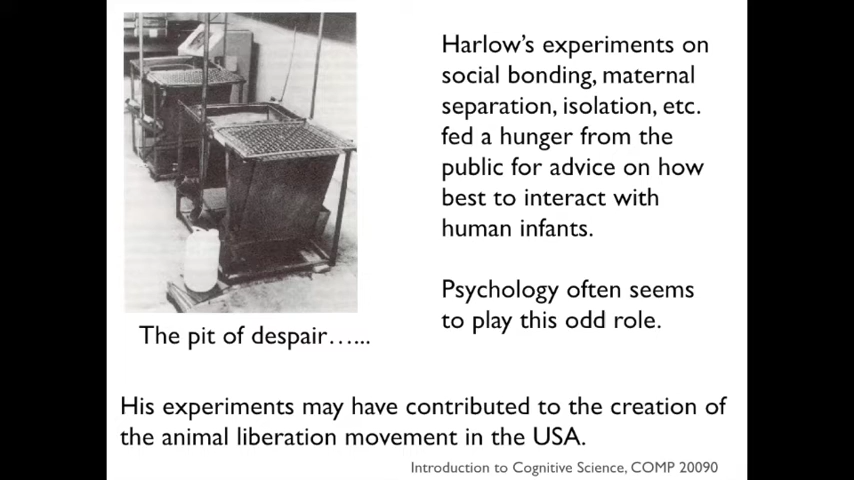 Harlow's experiments on
social bonding, maternal
separation, isolation, etc.
fed a hunger from the
public for advice on how
best to interact with
human infants.
Psychology often seems
to play this odd role.
The pit of despair…...
His experiments may have contributed to the creation of
the animal liberation movement in the USA.
Introduction to Cognitive Science, COMP 20090